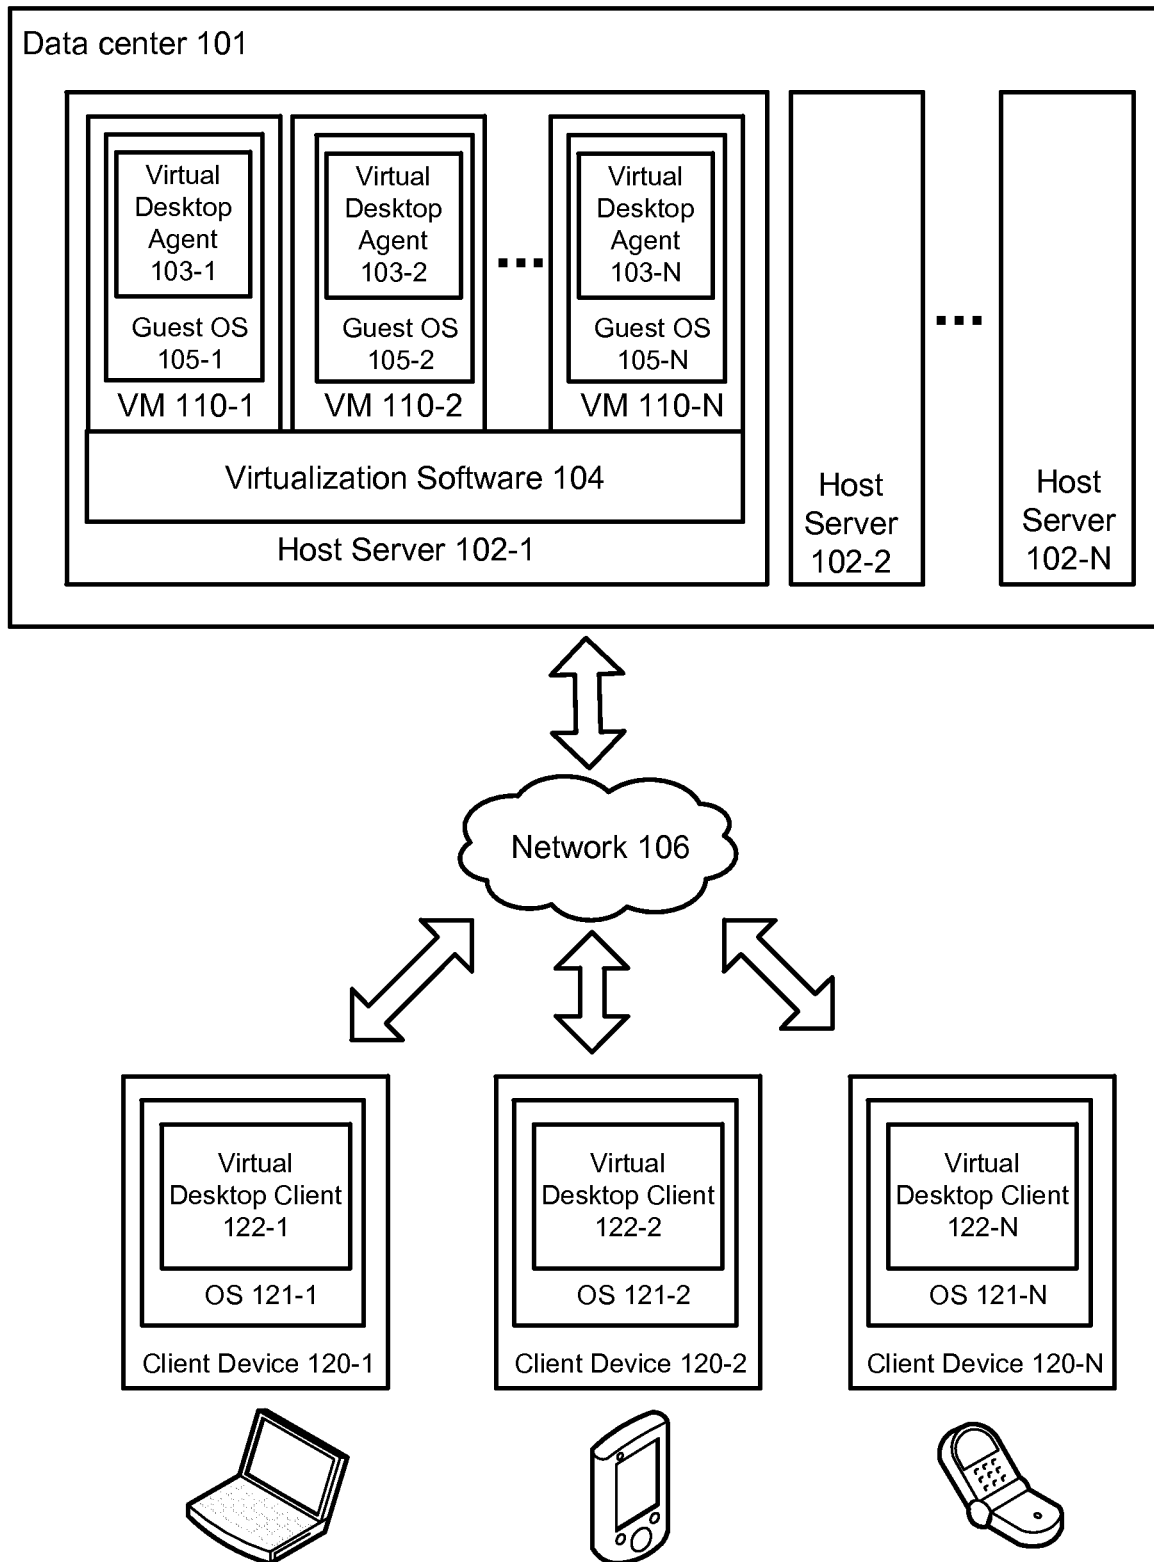 Data center 101
Virtual
Desktop
Agent
103-1
Guest OS
105-1
VM 110-1
Virtual
Desktop
Agent
103-2
Guest OS
105-2
VM 110-2
Virtual
Desktop
Agent
103-N
Guest OS
105-N
VM 110-N
Virtualization Software 104
Host Server 102-1
Host
Server
102-2
Host
Server
102-N
Network 106
Virtual
Desktop Client
122-1
OS 121-1
Client Device 120-1
Virtual
Desktop Client
122-2
OS 121-2
Client Device 120-2
Virtual
Desktop Client
122-N
OS 121-N
Client Device 120-N